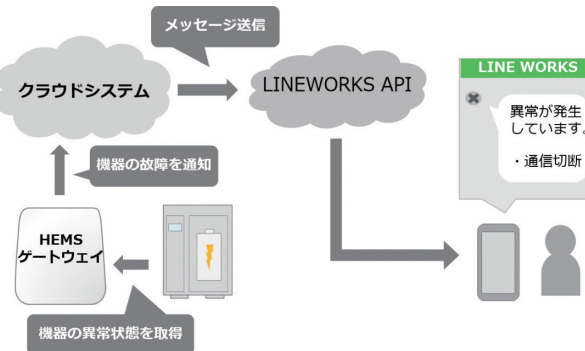 メッセージ送信
クラウドシステム
LINEWORKS API
LINE WORKS
異常が発生
しています。
・通信切断
機器の故障を通知
HEMS
ゲートウェイ
機器の異常状態を取得